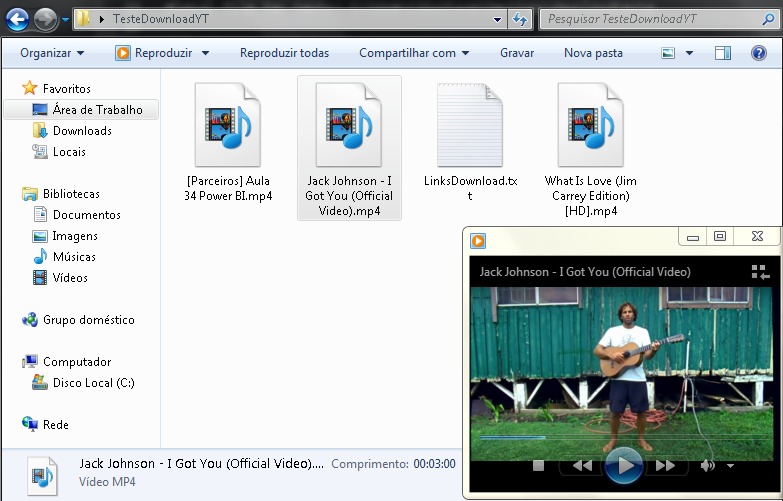 TesteDownloadYT
Pesquisar TesteDownloadYT
Organizar
Reproduzir
Reproduzir todas
Compartilhar com
Gravar
Nova pasta
Favoritos
Área de Trabalho
Downloads
Locais
Bibliotecas
Documentos
Imagens
Músicas
Vídeos
Grupo doméstico
Computador
Disco Local (C:)
Rede
[Parceiros] Aula
34 Power BI.mp4
Jack Johnson - I
Got You (Official
Video).mp4
LinksDownload.tx
t
What Is Love (Jim
Carrey Edition)
[HD].mp4
Jack Johnson - I Got You (Official Video)
Jack Johnson - I Got You (Official Video).... Comprimento: 00:03:00
Vídeo MP4